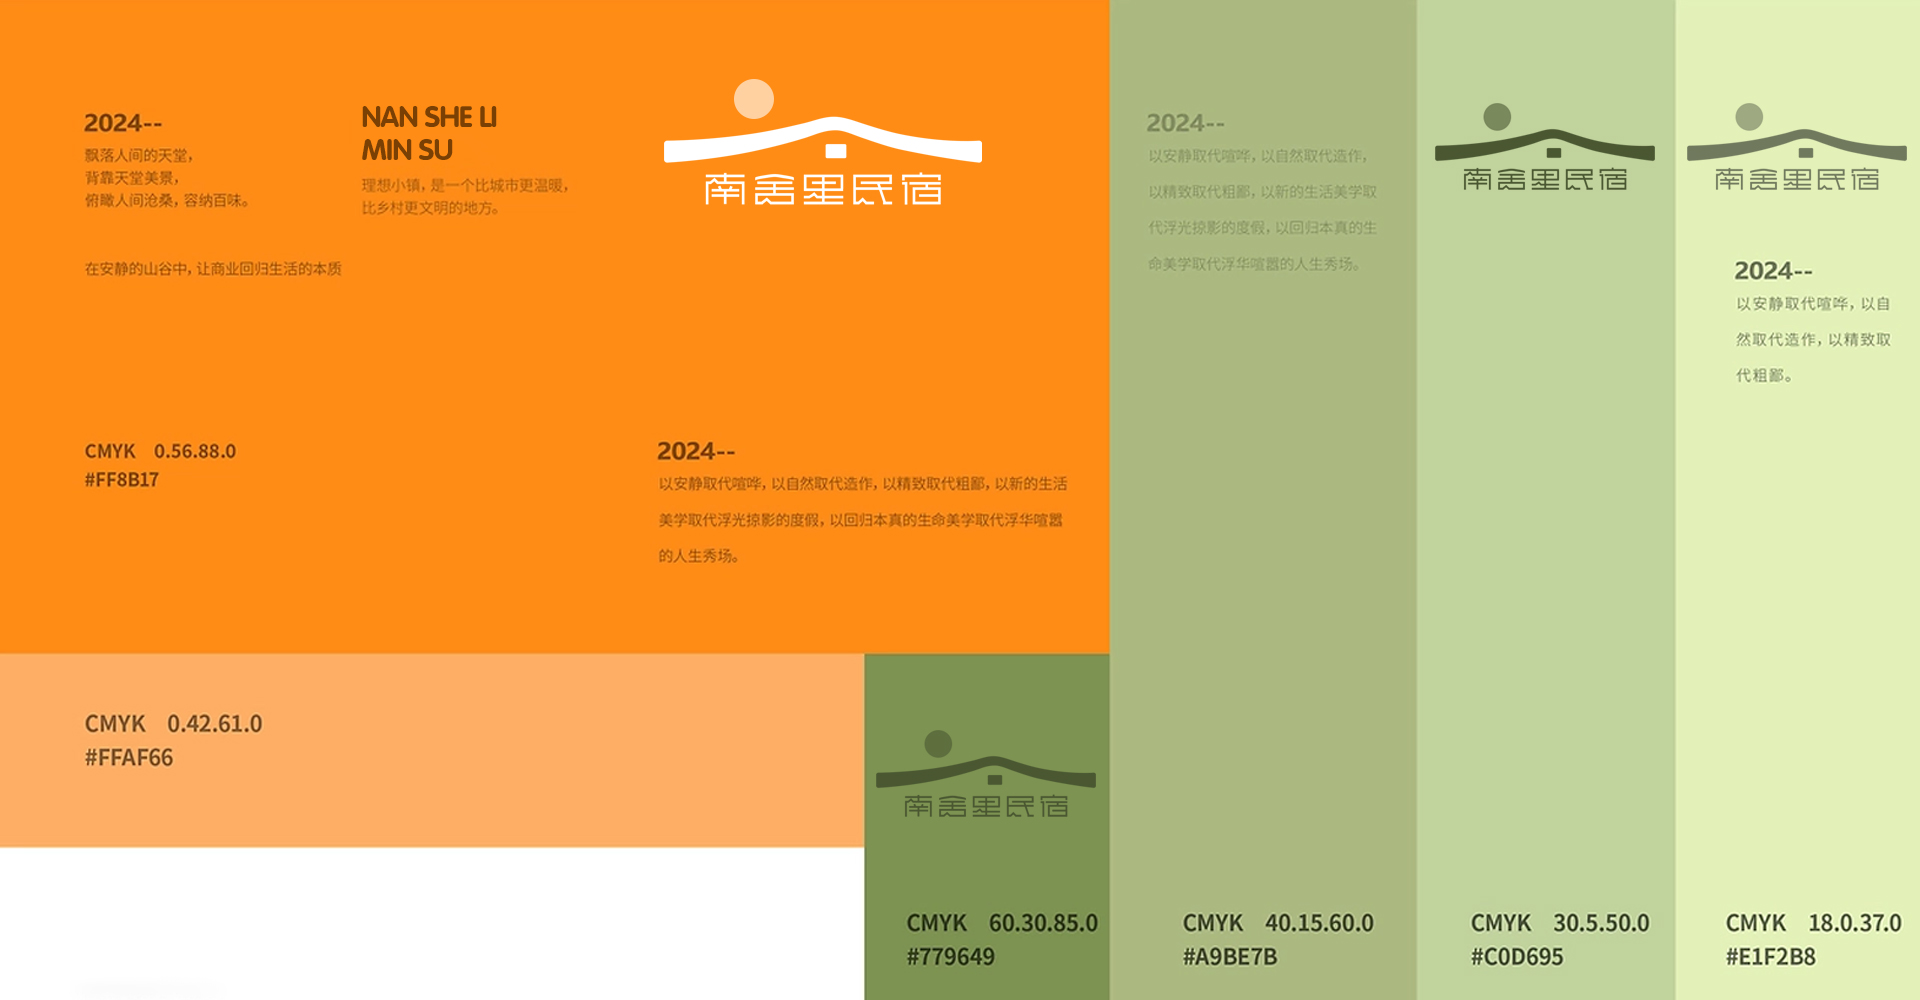 2024--
飘落人间的天堂，
背靠天堂美景，
俯瞰人间沧桑，容纳百味。
在安静的山谷中，让商业回归生活的本质
NAN SHE LI
MIN SU
理想小镇，是一个比城市更温暖，
比乡村更文明的地方。
南舍里民宿
CMYK 0.56.88.0
#FF8B17
2024--
以安静取代喧哗，以自然取代造作，以精致取代粗鄙，以新的生活
美学取代浮光掠影的度假，以回归本真的生命美学取代浮华喧嚣
的人生秀场。
CMYK 0.42.61.0
#FFAF66
南舍里民宿
CMYK 60.30.85.0
#779649
2024--
以安静取代喧哗，以自然取代造作，
以精致取代粗鄙，以新的生活美学取
代浮光掠影的度假，以回归本真的生
命美学取代浮华喧嚣的人生秀场。
CMYK 40.15.60.0
#A9BE7B
南舍里民宿
CMYK 30.5.50.0
#C0D695
南舍里民宿
2024--
以安静取代喧哗，以自
然取代造作，以精致取
代粗鄙。
CMYK 18.0.37.0
#E1F2B8